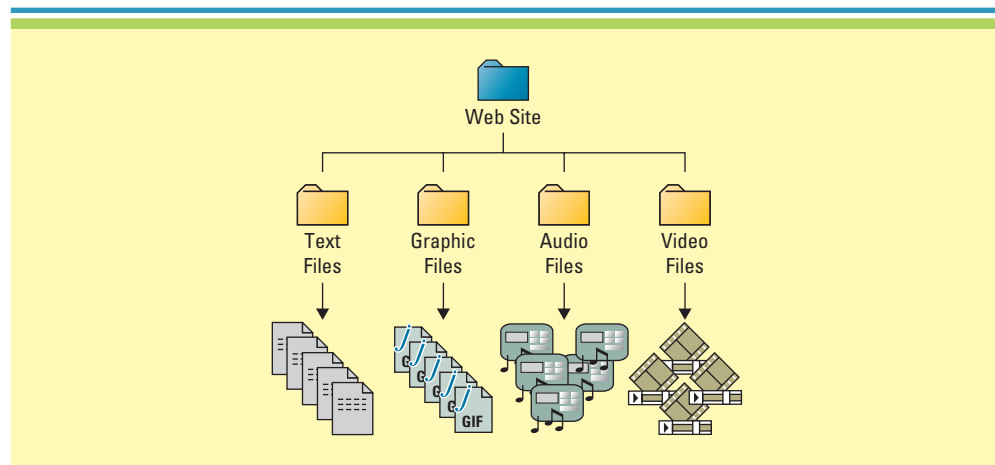 Web Site
Text
Files
Graphic
Files
Audio
Files
Video
Files
G
G
G
G
GIF